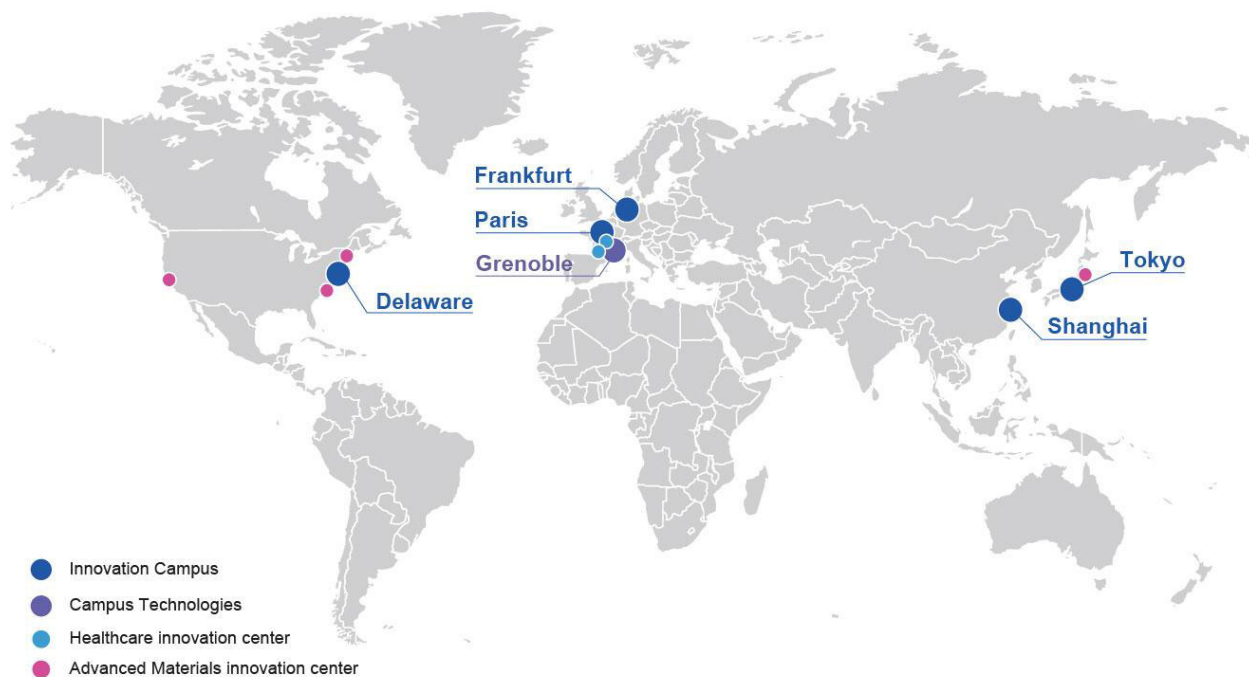 Frankfurt
Paris
Grenoble
Delaware
Tokyo
Shanghai
Innovation Campus
Campus Technologies
Healthcare innovation center
Advanced Materials innovation center